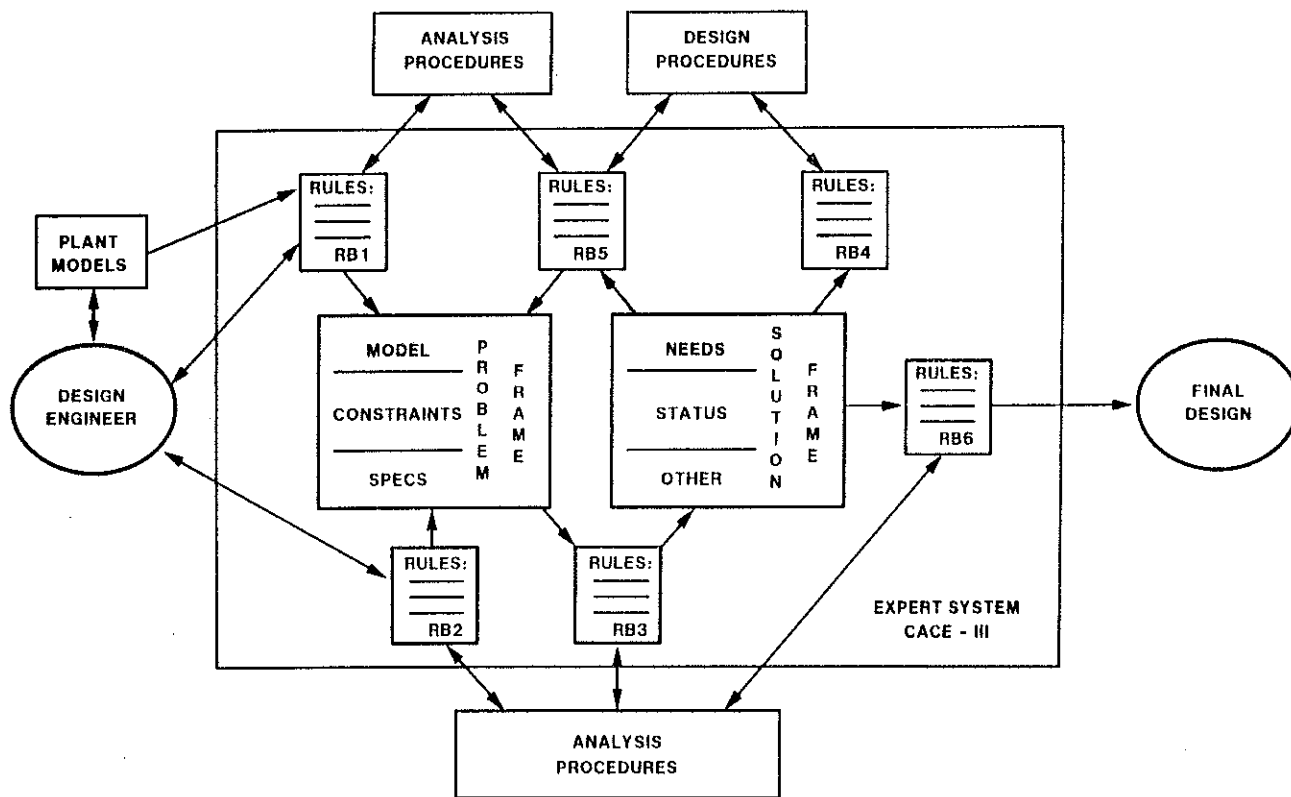 ANALYSIS
PROCEDURES
DESIGN
PROCEDURES
RULES:
RB1
RULES:
RB5
RULES:
RB4
PLANT
MODELS
DESIGN
ENGINEER
MODEL
CONSTRAINTS
SPECS
PROBLEM
FRAME
NEEDS
STATUS
OTHER
SOLUTION
FRAME
RULES:
RB6
FINAL
DESIGN
RULES:
RB2
RULES:
RB3
EXPERT SYSTEM
CACE - III
ANALYSIS
PROCEDURES